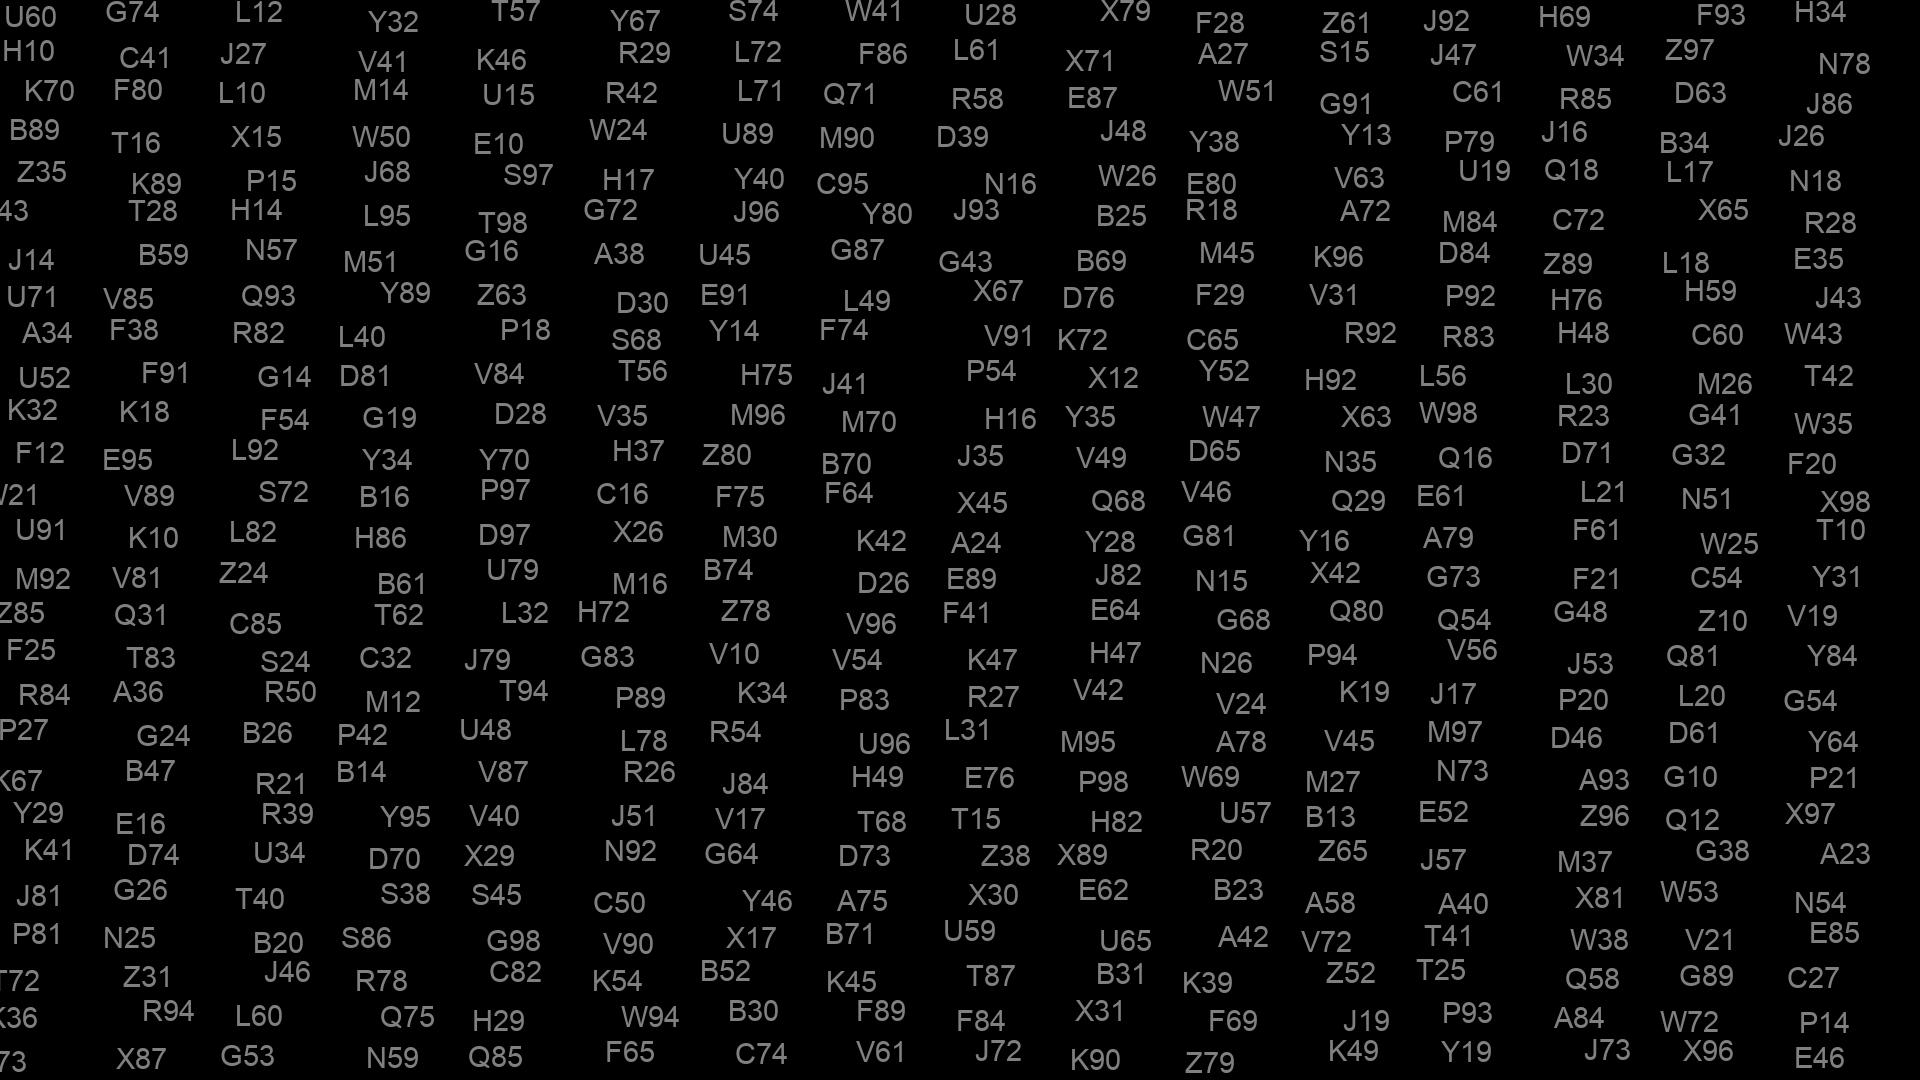 U60 G74 L12 Y32 T57 Y67 S74 W41 U28 X79 F28 Z61 J92 H69 F93 H34
H10 C41 J27 V41 K46 R29 L72 F86 L61 X71 A27 S15 J47 W34 Z97 N78
K70 F80 L10 M14 U15 R42 L71 Q71 R58 E87 W51 G91 C61 R85 D63 J86
B89 T16 X15 W50 E10 W24 U89 M90 D39 J48 Y38 Y13 P79 J16 B34 J26
Z35 K89 P15 J68 S97 H17 Y40 C95 N16 W26 E80 V63 U19 Q18 L17 N18
43 T28 H14 L95 T98 G72 J96 Y80 J93 B25 R18 A72 M84 C72 X65 R28
J14 B59 N57 M51 G16 A38 U45 G87 G43 B69 M45 K96 D84 Z89 L18 E35
U71 V85 Q93 Y89 Z63 D30 E91 L49 X67 D76 F29 V31 P92 H76 H59 J43
A34 F38 R82 L40 P18 S68 Y14 F74 V91 K72 C65 R92 R83 H48 C60 W43
U52 F91 G14 D81 V84 T56 H75 J41 P54 X12 Y52 H92 L56 L30 M26 T42
K32 K18 F54 G19 D28 V35 M96 M70 H16 Y35 W47 X63 W98 R23 G41 W35
F12 E95 L92 Y34 Y70 H37 Z80 B70 J35 V49 D65 N35 Q16 D71 G32 F20
W21 V89 S72 B16 P97 C16 F75 F64 X45 Q68 V46 Q29 E61 L21 N51 X98
U91 K10 L82 H86 D97 X26 M30 K42 A24 Y28 G81 Y16 A79 F61 W25 T10
M92 V81 Z24 B61 U79 M16 B74 D26 E89 J82 N15 X42 G73 F21 C54 Y31
Z85 Q31 C85 T62 L32 H72 Z78 V96 F41 E64 G68 Q80 Q54 G48 Z10 V19
F25 T83 S24 C32 J79 G83 V10 V54 K47 H47 N26 P94 V56 J53 Q81 Y84
R84 A36 R50 M12 T94 P89 K34 P83 R27 V42 V24 K19 J17 P20 L20 G54
P27 G24 B26 P42 U48 L78 R54 U96 L31 M95 A78 V45 M97 D46 D61 Y64
K67 B47 R21 B14 V87 R26 J84 H49 E76 P98 W69 M27 N73 A93 G10 P21
Y29 E16 R39 Y95 V40 J51 V17 T68 T15 H82 U57 B13 E52 Z96 Q12 X97
K41 D74 U34 D70 X29 N92 G64 D73 Z38 X89 R20 Z65 J57 M37 G38 A23
J81 G26 T40 S38 S45 C50 Y46 A75 X30 E62 B23 A58 A40 X81 W53 N54
P81 N25 B20 S86 G98 V90 X17 B71 U59 U65 A42 V72 T41 W38 V21 E85
T72 Z31 J46 R78 C82 K54 B52 K45 T87 B31 K39 Z52 T25 Q58 G89 C27
K36 R94 L60 Q75 H29 W94 B30 F89 F84 X31 F69 J19 P93 A84 W72 P14
73 X87 G53 N59 Q85 F65 C74 V61 J72 K90 Z79 K49 Y19 J73 X96 E46